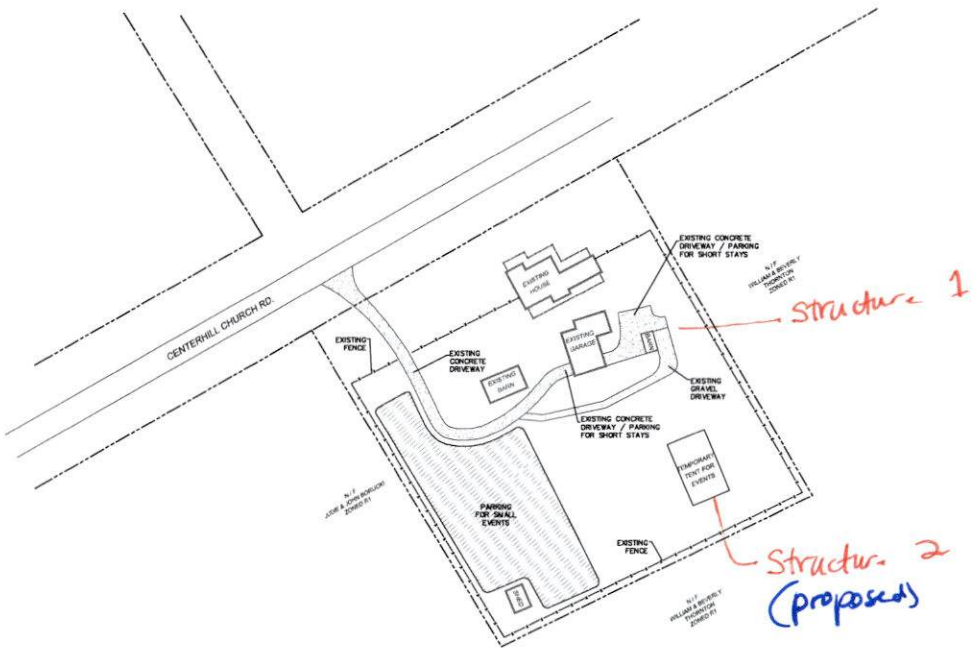 EXISTING CONCRETE
DRIVEWAY / PARKING
FOR SHORT STAYS
N / F
WILLIAM & BEVERLY
THORNTON
ZONED R1
EXISTING
HOUSE
Structure 1
CENTERHILL CHURCH RD.
EXISTING
FENCE
EXISTING
CONCRETE
DRIVEWAY
EXISTING
GARAGE
BARN
EXISTING
BARN
EXISTING
GRAVEL
DRIVEWAY
EXISTING CONCRETE
DRIVEWAY / PARKING
FOR SHORT STAYS
TEMPORARY
TENT FOR
EVENTS
N / F
JUDIE & JOHN BORUCKI
ZONED R1
PARKING
FOR SMALL
EVENTS
EXISTING
FENCE
SHED
Structure 2
(proposed)
N / F
WILLIAM & BEVERLY
THORNTON
ZONED R1